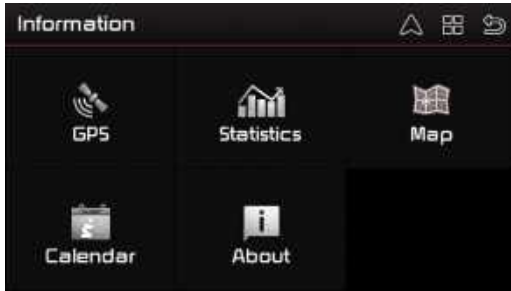 Information
GPS
Statistics
Map
Calendar
About